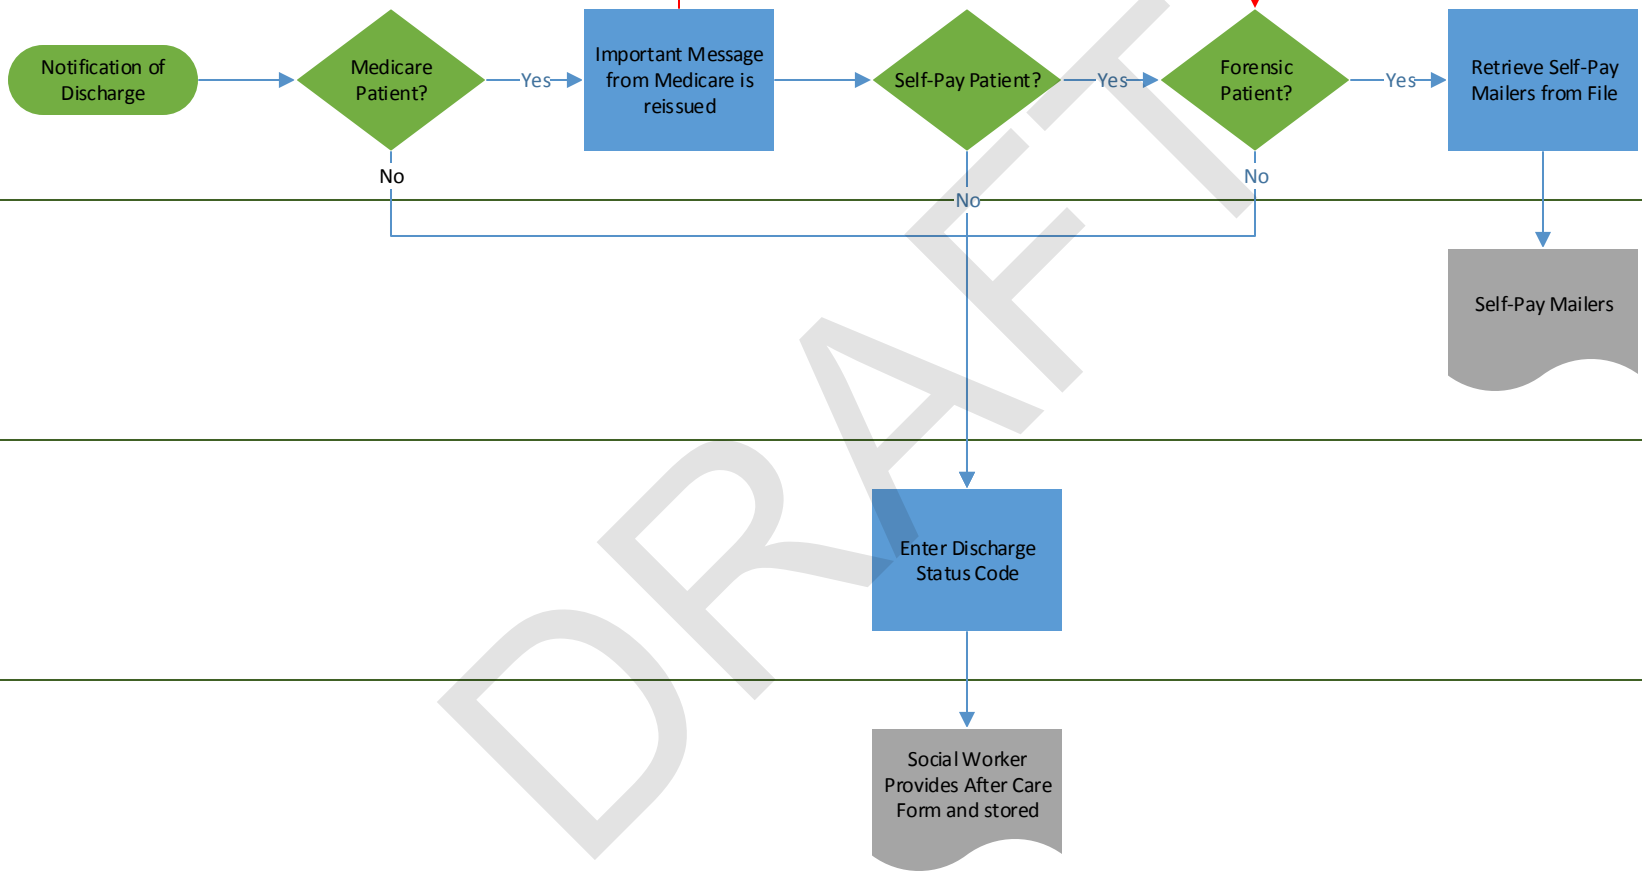 Notification of
Discharge
Medicare
Patient?
Yes
Important Message
from Medicare is
reissued
Self-Pay Patient?
Yes
Forensic
Patient?
Yes
Retrieve Self-Pay
Mailers from File
No
No
No
Self-Pay Mailers
Enter Discharge
Status Code
Social Worker
Provides After Care
Form and stored
DRAFT